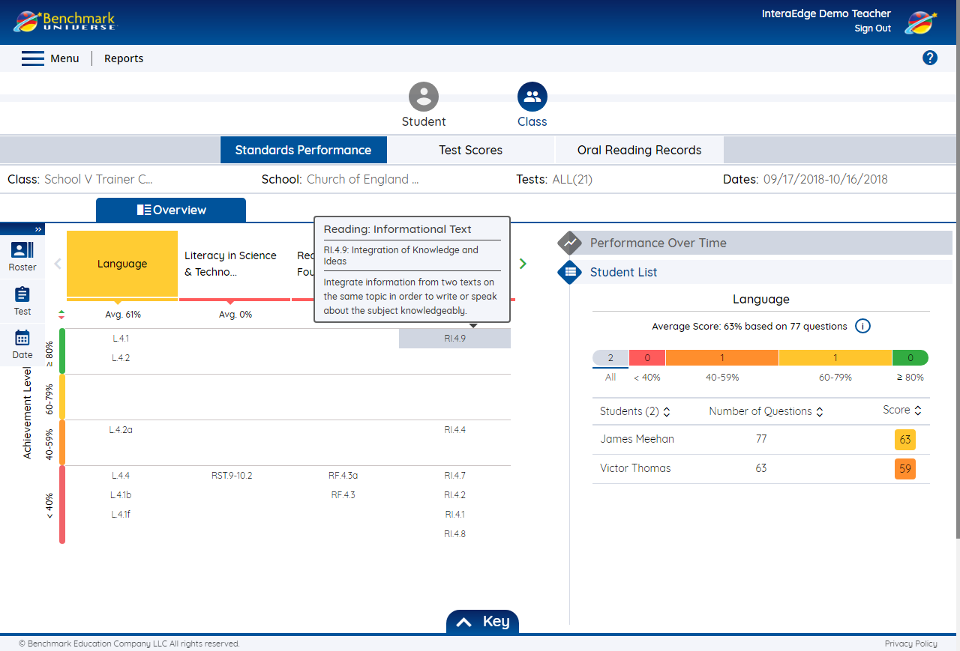 Benchmark
UNIVERSE
InteraEdge Demo Teacher
Sign Out
Menu
Reports
?
Student
Class
Standards Performance
Test Scores
Oral Reading Records
Class: School V Trainer C...
School: Church of England ...
Tests: ALL(21)
Dates: 09/17/2018-10/16/2018
Overview
»
Roster
Test
Date
Achievement Level
≥ 80%
60-79%
40-59%
< 40%
Language
Literacy in Science
& Techno...
Avg. 61%
Avg. 0%
Reading: Informational Text
RI.4.9: Integration of Knowledge and
Ideas
Integrate information from two texts on
the same topic in order to write or speak
about the subject knowledgeably.
L.4.1
RI.4.9
L.4.2
L.4.2a
RI.4.4
L.4.4
RST.9-10.2
RF.4.3a
RI.4.7
L.4.1b
RF.4.3
RI.4.2
L.4.1f
RI.4.1
RI.4.8
Performance Over Time
Student List
Language
Average Score: 63% based on 77 questions i
2
0
1
1
0
All
< 40%
40-59%
60-79%
≥ 80%
Students (2)
Number of Questions
Score
James Meehan
77
63
Victor Thomas
63
59
Key
© Benchmark Education Company LLC All rights reserved.
Privacy Policy